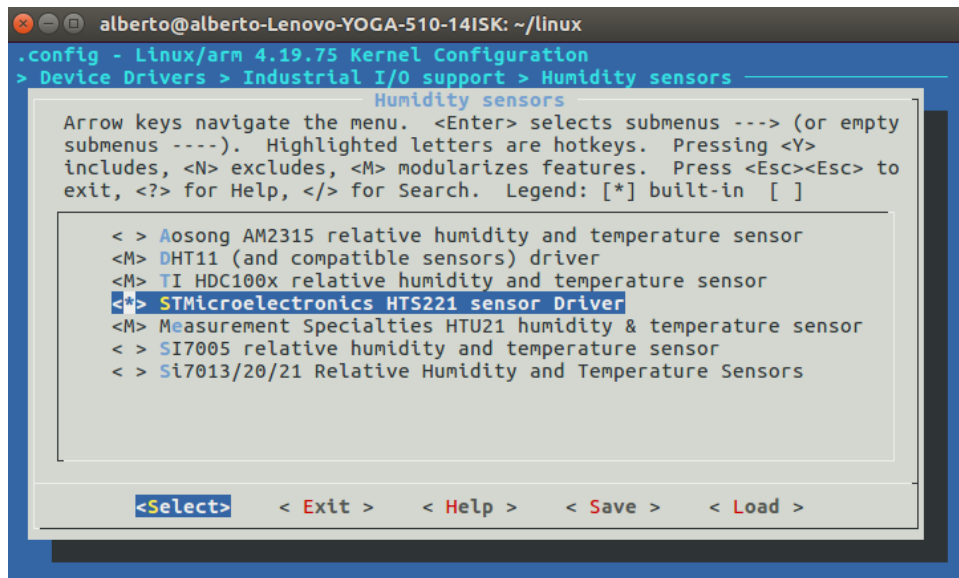 alberto@alberto-Lenovo-YOGA-510-14ISK: ~/linux
.config - Linux/arm 4.19.75 Kernel Configuration
> Device Drivers > Industrial I/O support > Humidity sensors
Humidity sensors
Arrow keys navigate the menu.  <Enter> selects submenus ---> (or empty
submenus ----).  Highlighted letters are hotkeys.  Pressing <Y>
includes, <N> excludes, <M> modularizes features.  Press <Esc><Esc> to
exit, <?> for Help, </> for Search.  Legend: [*] built-in  [ ]
< > Aosong AM2315 relative humidity and temperature sensor
<M> DHT11 (and compatible sensors) driver
<M> TI HDC100x relative humidity and temperature sensor
<*> STMicroelectronics HTS221 sensor Driver
<M> Measurement Specialties HTU21 humidity & temperature sensor
< > SI7005 relative humidity and temperature sensor
< > Si7013/20/21 Relative Humidity and Temperature Sensors
<Select>    < Exit >    < Help >    < Save >    < Load >